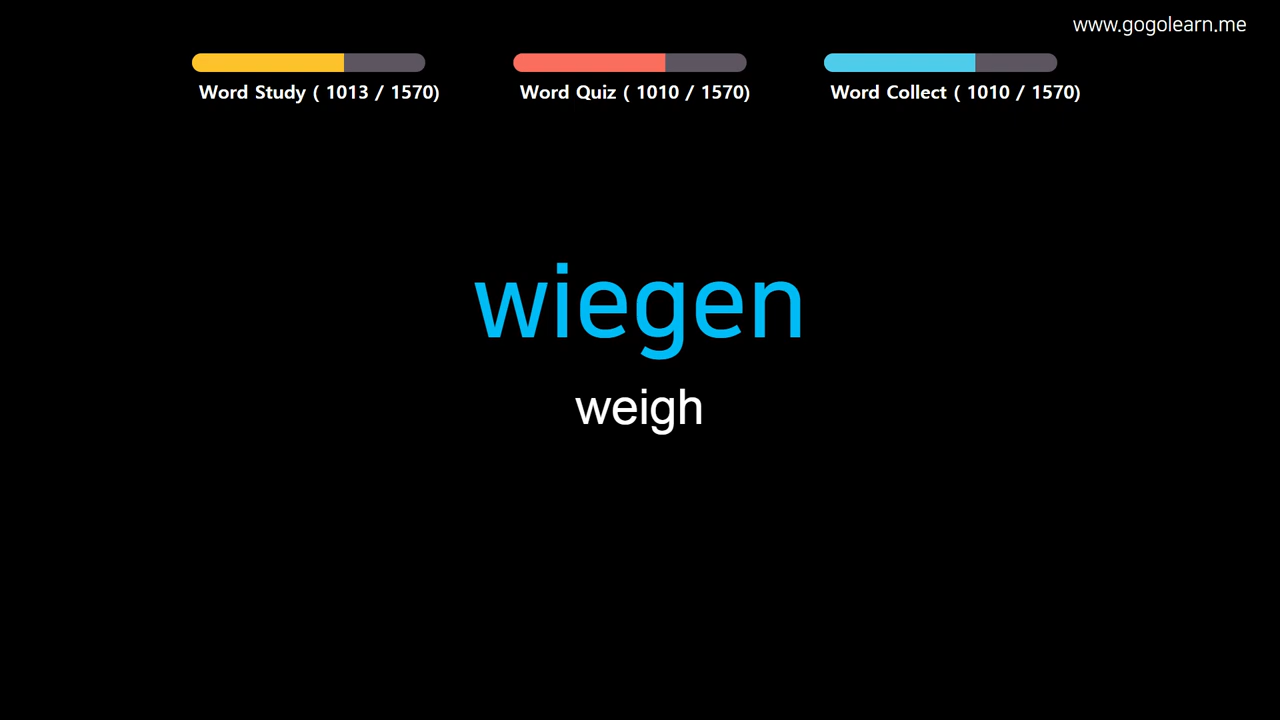 www.gogolearn.me
Word Study ( 1013 / 1570)
Word Quiz ( 1010 / 1570)
Word Collect ( 1010 / 1570)
wiegen
weigh